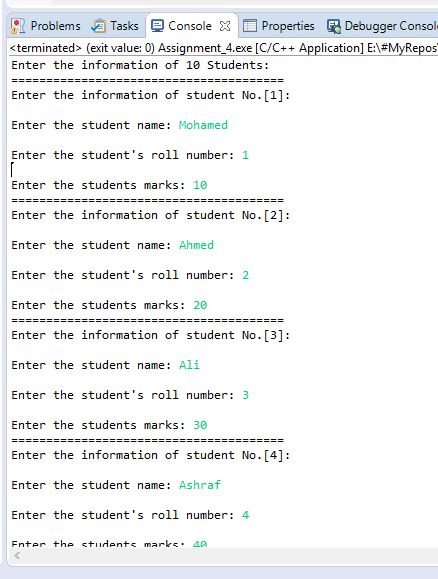 Problems Tasks Console Properties Debugger Consol
<terminated> (exit value: 0) Assignment_4.exe [C/C++ Application] E:\#MyRepos\
Enter the information of 10 Students:
=======================================
Enter the information of student No.[1]:
Enter the student name: Mohamed
Enter the student's roll number: 1
Enter the students marks: 10
=======================================
Enter the information of student No.[2]:
Enter the student name: Ahmed
Enter the student's roll number: 2
Enter the students marks: 20
=======================================
Enter the information of student No.[3]:
Enter the student name: Ali
Enter the student's roll number: 3
Enter the students marks: 30
=======================================
Enter the information of student No.[4]:
Enter the student name: Ashraf
Enter the student's roll number: 4
Enter the students marks: 40